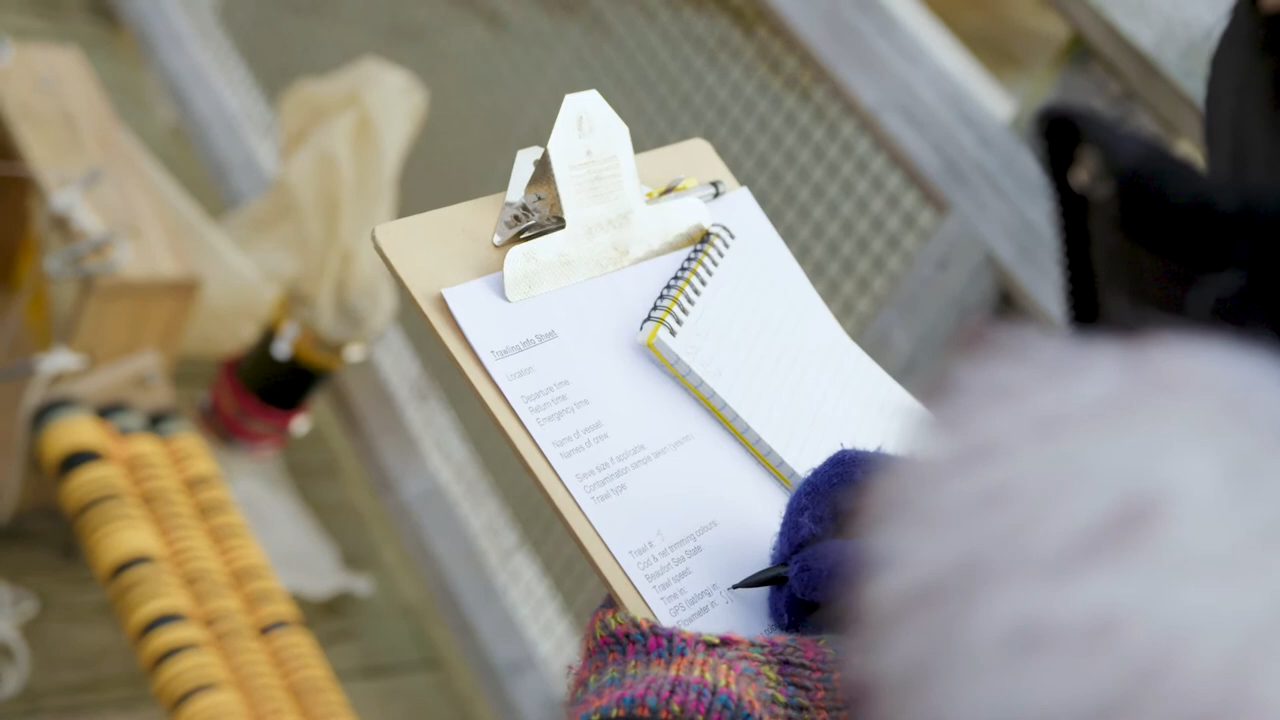 Trawling Info Sheet
Location:
Departure time:
Return time:
Emergency time:
Name of vessel:
Names of crew:
Sieve size if applicable:
Contamination sample taken (yes/no):
Trawl type:
Trawl #:
Cod & net trimming colours:
Beaufort Sea State
Trawl speed:
Time in:
GPS (lat/long) in:
Flowmeter in: